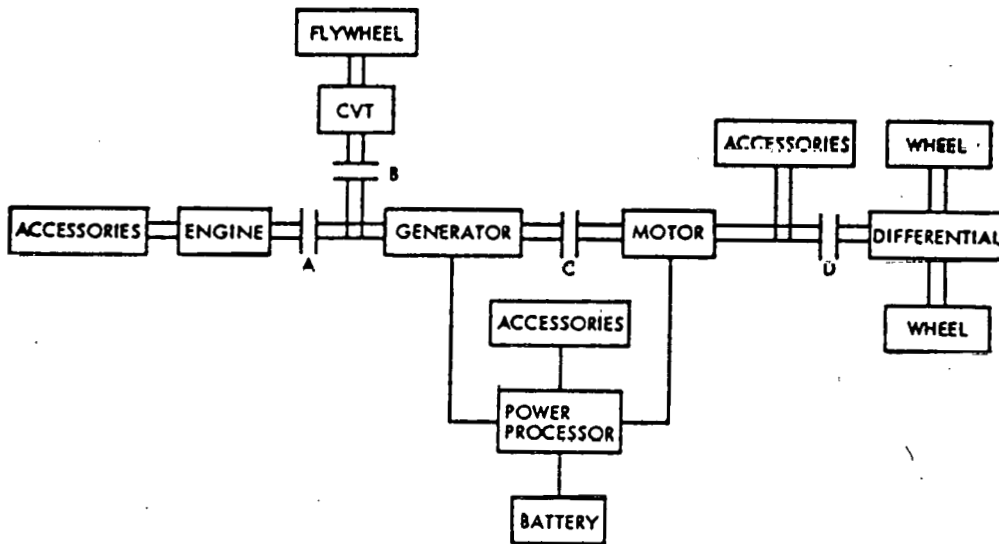 FLYWHEEL
CVT
B
ACCESSORIES
WHEEL
ACCESSORIES
ENGINE
A
GENERATOR
C
MOTOR
D
DIFFERENTIAL
ACCESSORIES
WHEEL
POWER
PROCESSOR
BATTERY